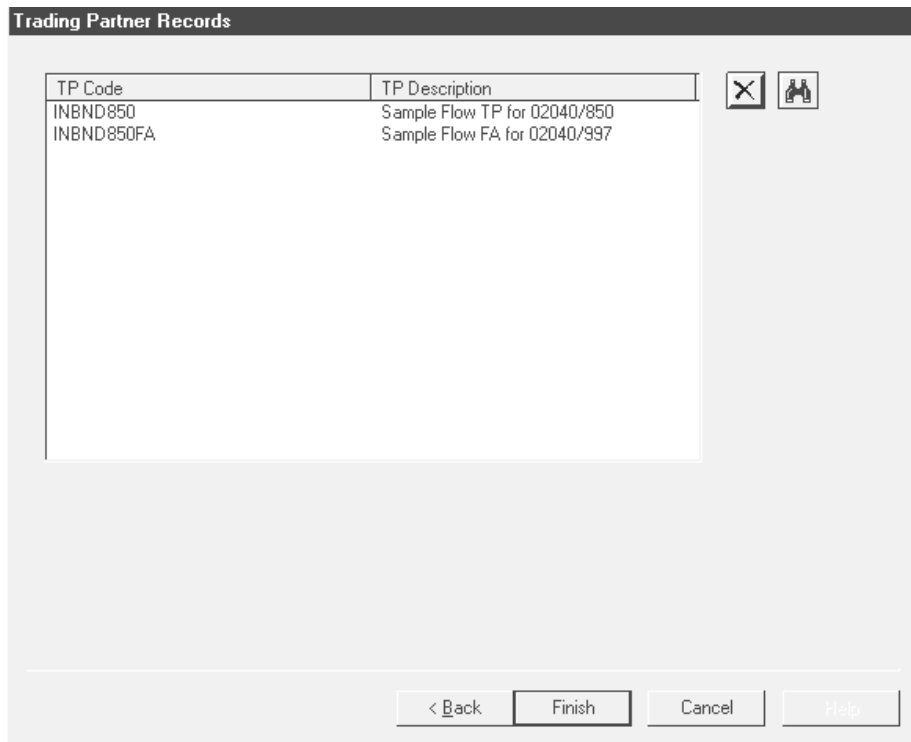 Trading Partner Records
TP Code TP Description
INBND850 Sample Flow TP for 02040/850
INBND850FA Sample Flow FA for 02040/997
< Back Finish Cancel Help